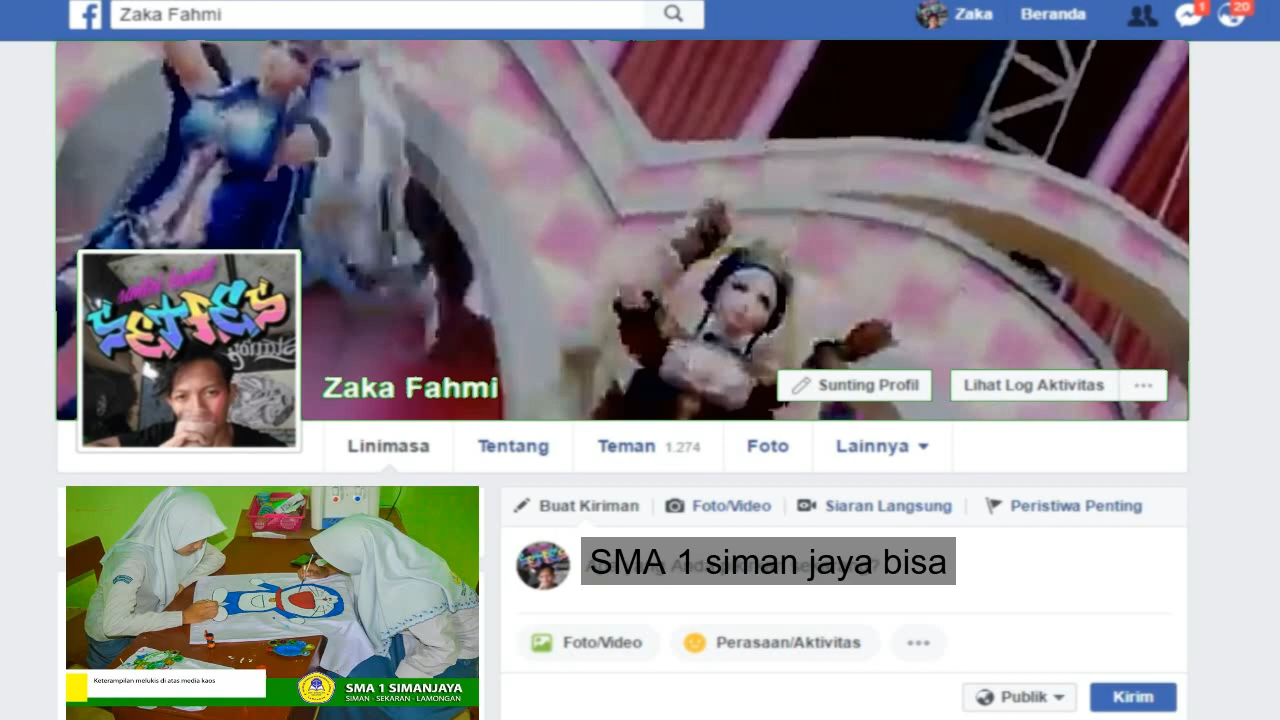 Zaka Fahmi
Zaka
Beranda
1
20
SETFES
Zaka Fahmi
Sunting Profil
Lihat Log Aktivitas
Linimasa
Tentang
Teman 1.274
Foto
Lainnya
Buat Kiriman
Foto/Video
Siaran Langsung
Peristiwa Penting
SMA 1 siman jaya bisa
Foto/Video
Perasaan/Aktivitas
Keterampilan melukis di atas media kaos
SMA 1 SIMANJAYA
SIMAN - SEKARAN - LAMONGAN
Publik
Kirim